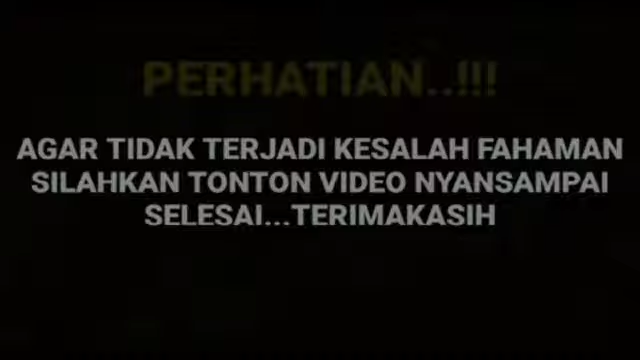 PERHATIAN..!!!
AGAR TIDAK TERJADI KESALAH FAHAMAN
SILAHKAN TONTON VIDEO NYANSAMPAI
SELESAI...TERIMAKASIH